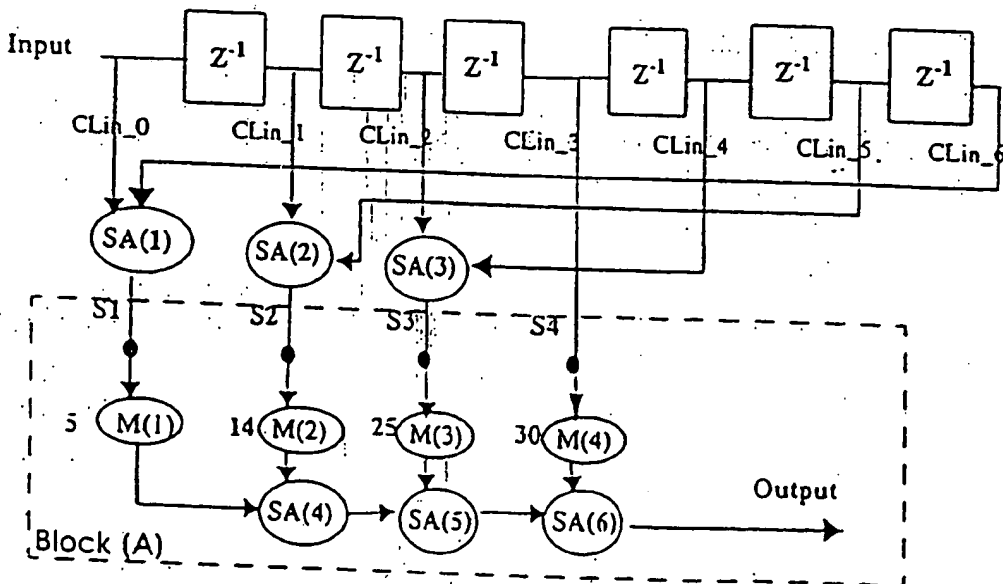 Input
Z⁻¹
Z⁻¹
Z⁻¹
Z⁻¹
Z⁻¹
Z⁻¹
CLin_0
CLin_1
CLin_2
CLin_3
CLin_4
CLin_5
CLin_6
SA(1)
SA(2)
SA(3)
S1
S2
S3
S4
5
M(1)
14
M(2)
25
M(3)
30
M(4)
Output
SA(4)
SA(5)
SA(6)
Block (A)